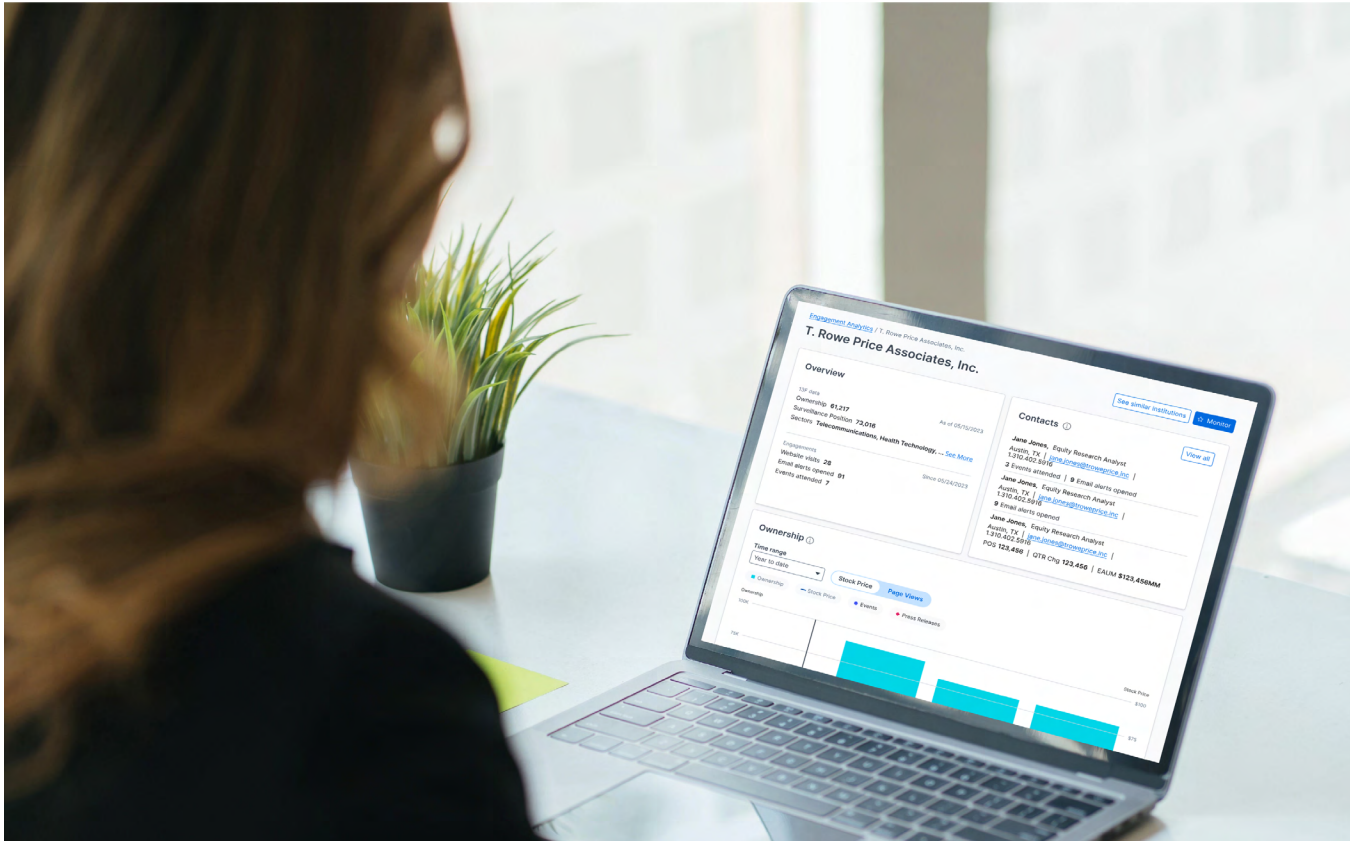 Engagement Analytics / T. Rowe Price Associates, Inc.
T. Rowe Price Associates, Inc.
See similar institutions
☆ Monitor
Overview
13F data
As of 05/15/2023
Ownership 61,217
Surveillance Position 72,016
Sectors Telecommunications, Health Technology, ... See More
Engagements
Since 05/24/2023
Website visits 28
Email alerts opened 91
Events attended 7
Contacts
View all
Jane Jones, Equity Research Analyst
Austin, TX | jane.jones@troweprice.inc |
1.310.402.5916
3 Events attended | 9 Email alerts opened
Jane Jones, Equity Research Analyst
Austin, TX | jane.jones@troweprice.inc |
1.310.402.5916
9 Email alerts opened
Jane Jones, Equity Research Analyst
Austin, TX | jane.jones@troweprice.inc |
1.310.402.5916
POS 123,456 | QTR Chg 123,456 | EAUM $123,456MM
Ownership
Time range
Year to date
Stock Price
Page Views
Ownership
Stock Price
Events
Press Releases
Ownership
Stock Price
100K
$100
75K
$75